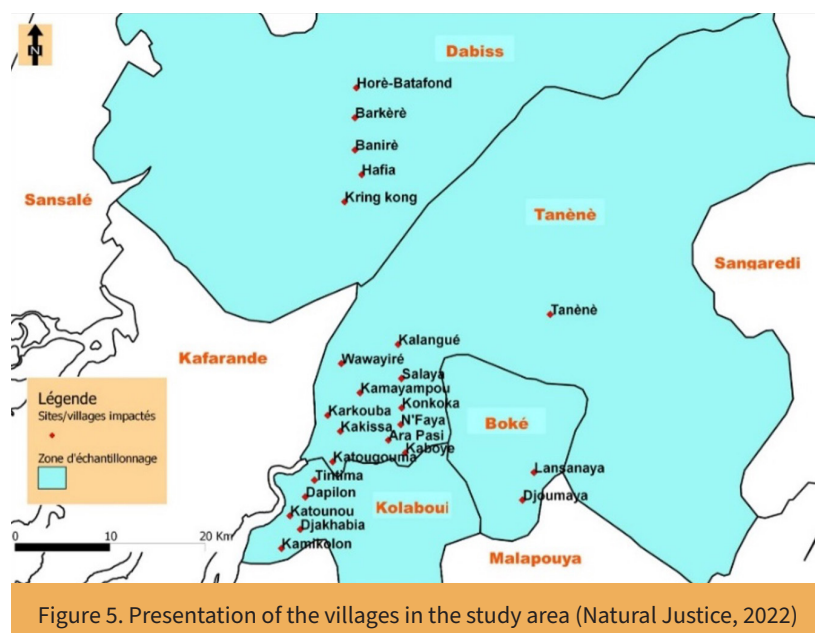 N
Dabiss
Horè-Batafond
Barkèrè
Banirè
Hafia
Kring kong
Sansalé
Tanènè
Sangaredi
Tanènè
Kafarande
Kalangué
Wawayiré
Salaya
Kamayampou
Konkoka
Karkouba
N'Faya
Kakissa
Ara Pasi
Kaboye
Katougouma
Boké
Lansanaya
Djoumaya
Tintima
Dapilon
Kolaboui
Katounou
Djakhabia
Kamikolon
Malapouya
Légende
Sites/villages impactés
Zone d'échantillonnage
0 10 20 Km
Figure 5. Presentation of the villages in the study area (Natural Justice, 2022)